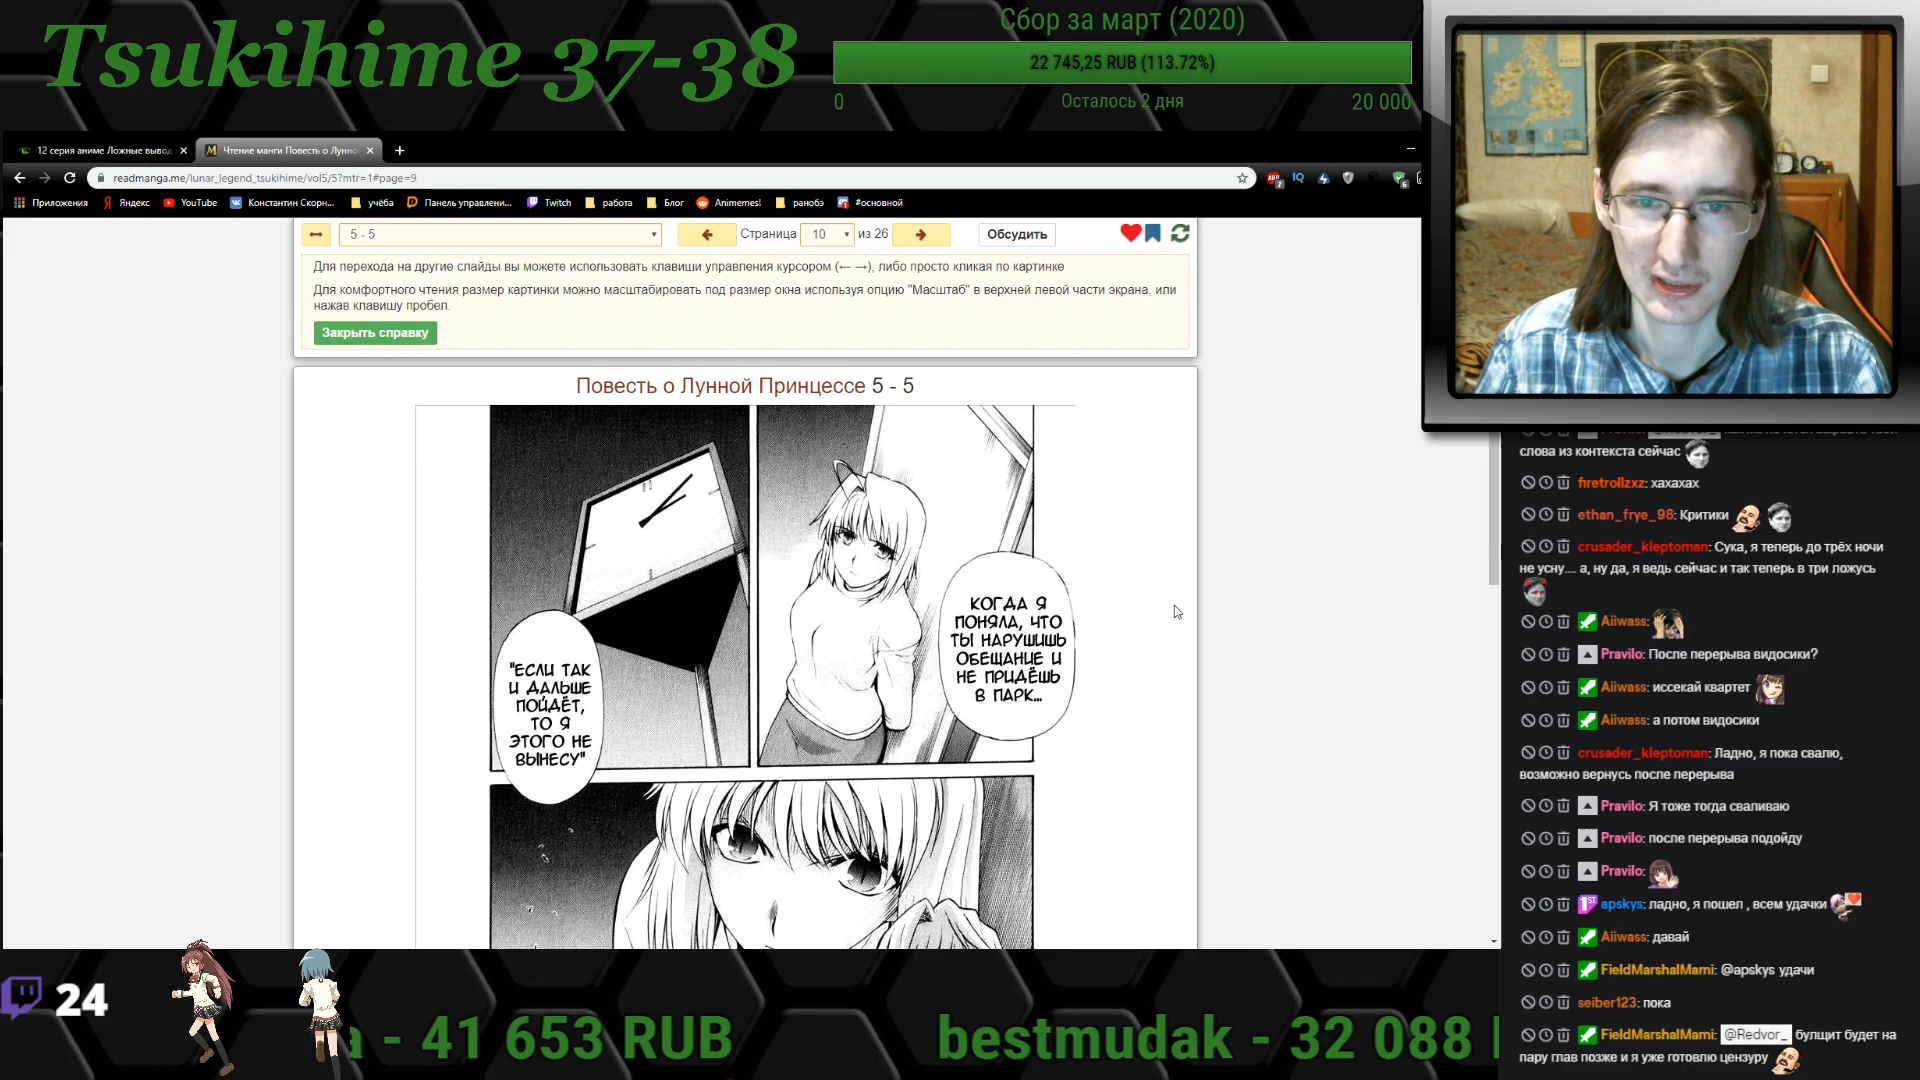 Tsukihime 37-38
Сбор за март (2020)
22 745,25 RUB (113.72%)
0
Осталось 2 дня
20 000
12 серия аниме Ложные вывод
Чтение манги Повесть о Лунно
readmanga.me/lunar_legend_tsukihime/vol5/5?mtr=1#page=9
Приложения
Яндекс
YouTube
Константин Скорн...
учёба
Панель управлени...
Twitch
работа
Блог
Animemes!
ранобэ
#основной
5 - 5
Страница
10
из 26
Обсудить
Для перехода на другие слайды вы можете использовать клавиши управления курсором (← →), либо просто кликая по картинке
Для комфортного чтения размер картинки можно масштабировать под размер окна используя опцию "Масштаб" в верхней левой части экрана, или
нажав клавишу пробел.
Закрыть справку
Повесть о Лунной Принцессе 5 - 5
КОГДА Я
ПОНЯЛА, ЧТО
ТЫ НАРУШИШЬ
ОБЕЩАНИЕ И
НЕ ПРИДЁШЬ
В ПАРК...
"ЕСЛИ ТАК
И ДАЛЬШЕ
ПОЙДЁТ,
ТО Я
ЭТОГО НЕ
ВЫНЕСУ"
слова из контекста сейчас
firetrollzxz: хахахах
ethan_frye_98: Критики
crusader_kleptoman: Сука, я теперь до трёх ночи
не усну.... а, ну да, я ведь сейчас и так теперь в три ложусь
Aiiwass:
Pravilo: После перерыва видосики?
Aiiwass: иссекай квартет
Aiiwass: а потом видосики
crusader_kleptoman: Ладно, я пока свалю,
возможно вернусь после перерыва
Pravilo: Я тоже тогда сваливаю
Pravilo: после перерыва подойду
Pravilo:
1ST apskys: ладно, я пошел , всем удачки
Aiiwass: давай
FieldMarshalMami: @apskys удачи
seiber123: пока
FieldMarshalMami: @Redvor_ булщит будет на
пару глав позже и я уже готовлю цензуру
24
a - 41 653 RUB
bestmudak - 32 088